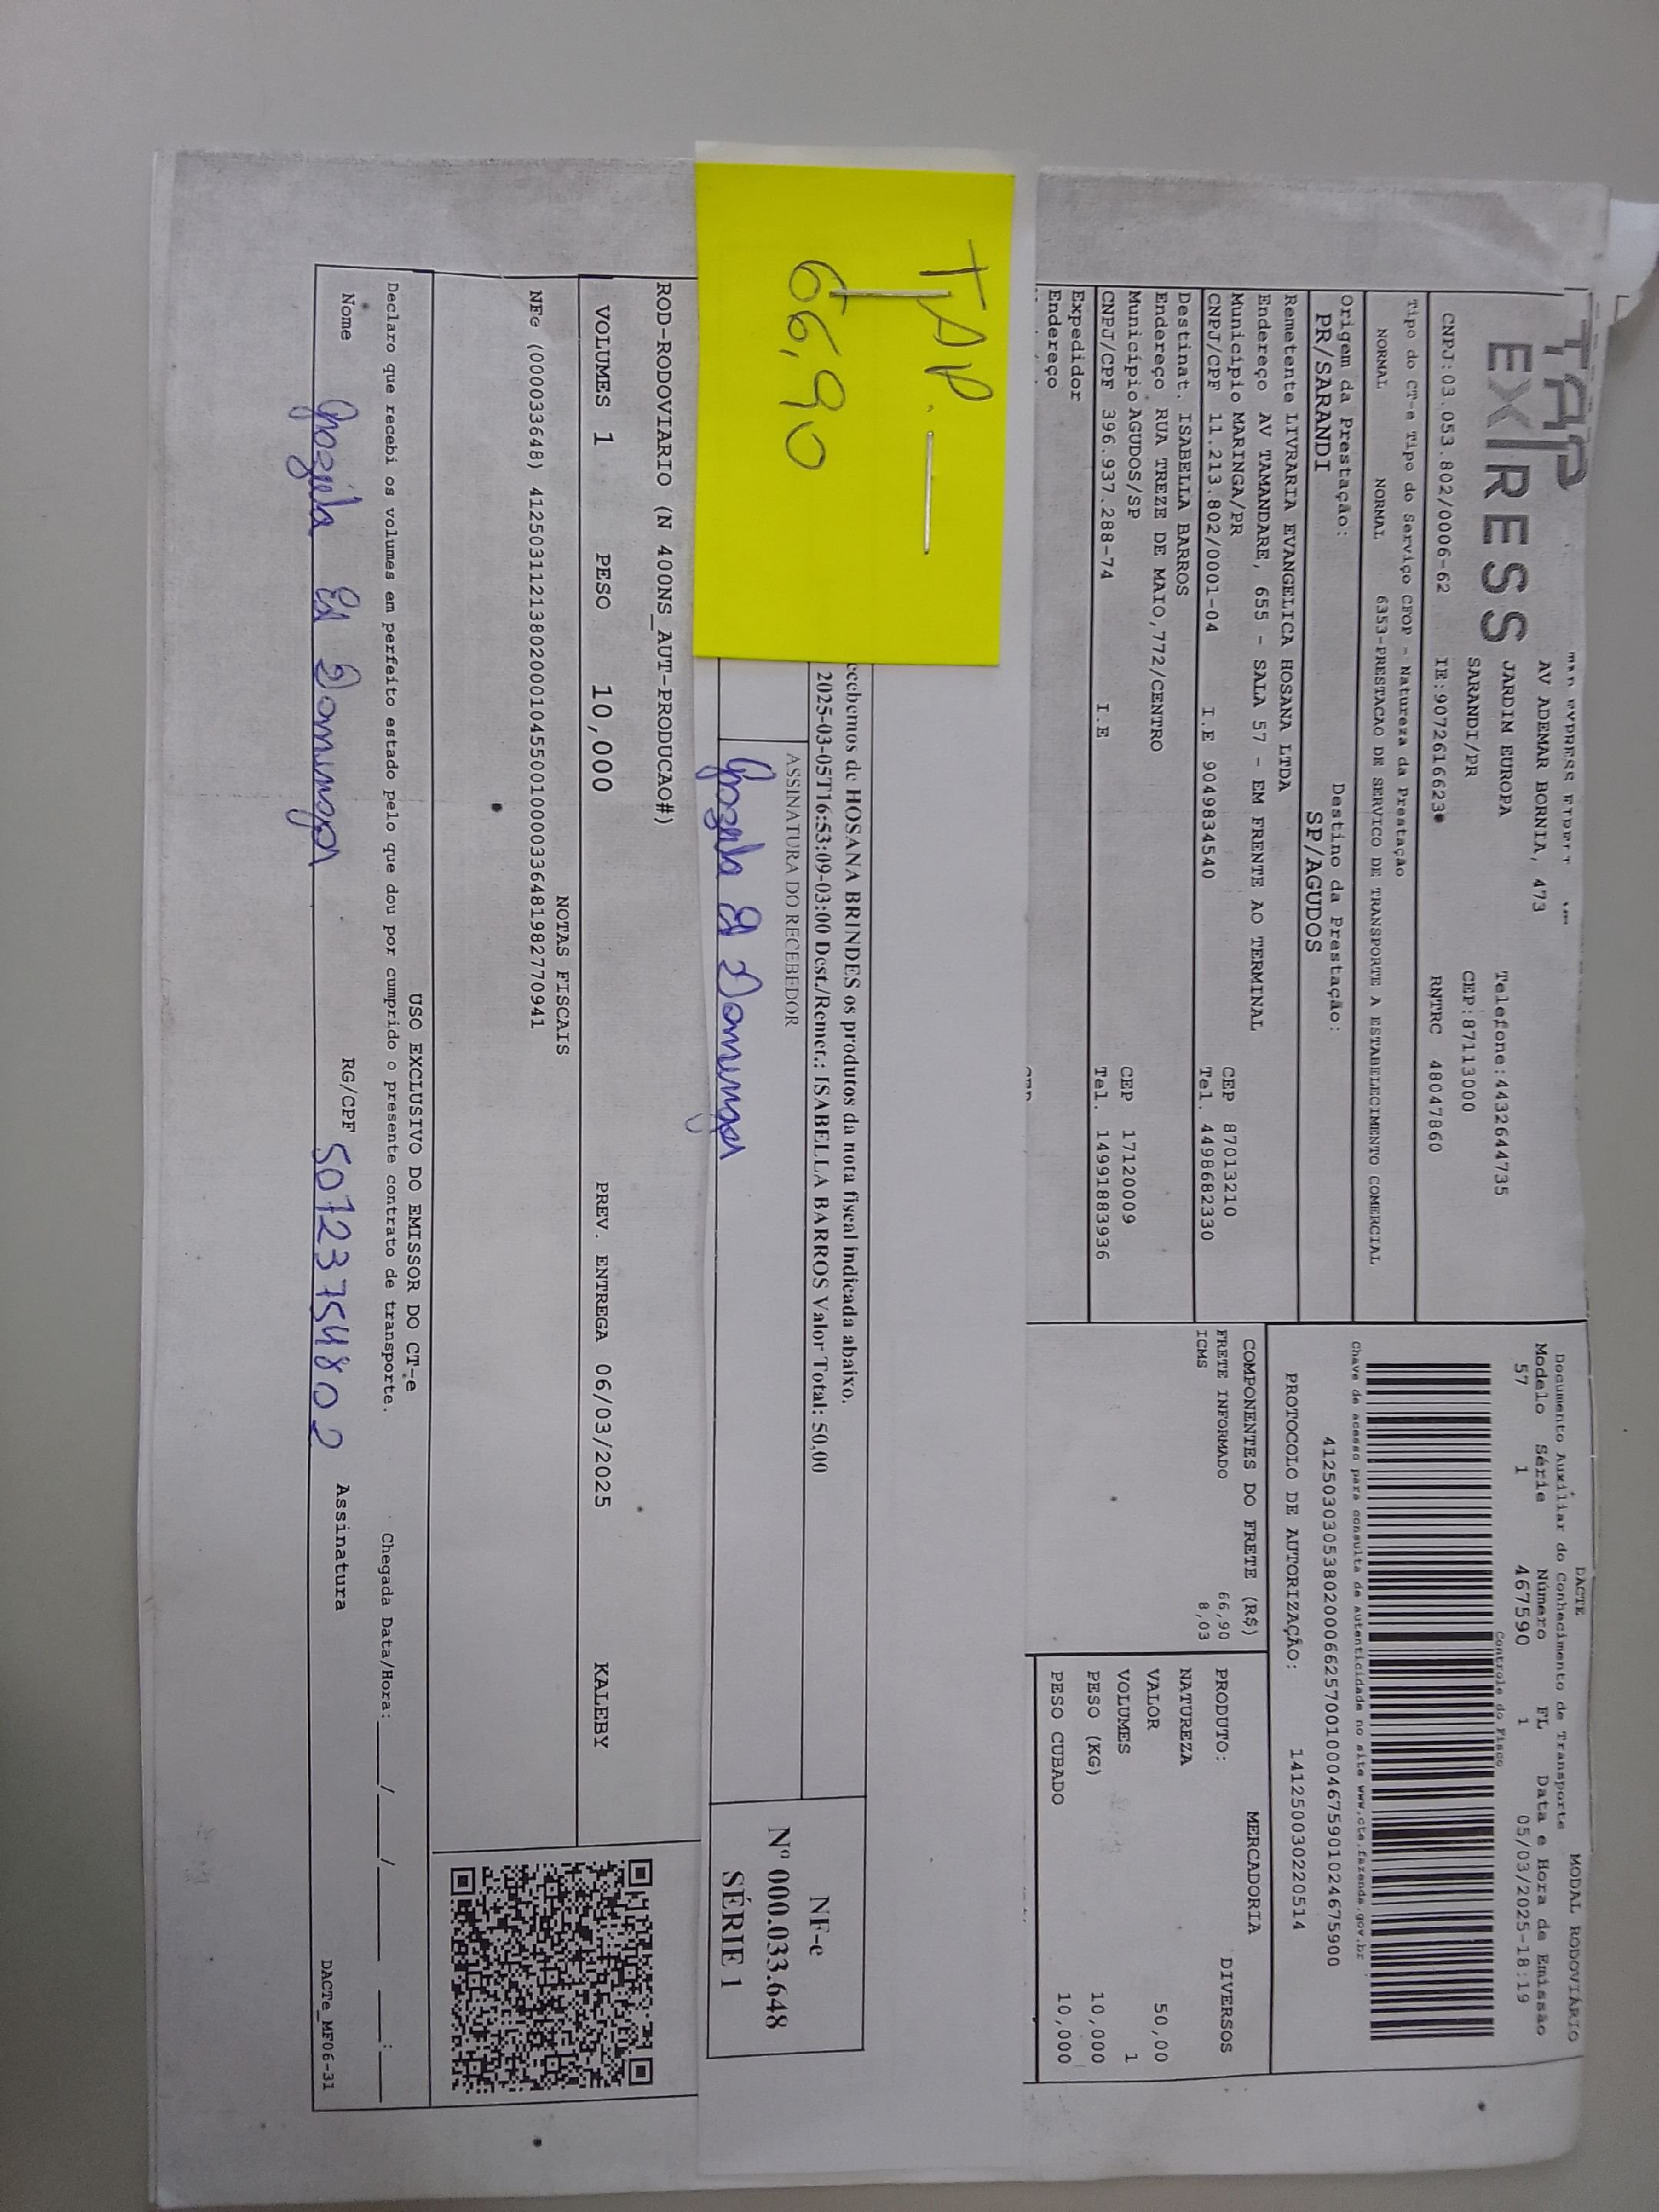 TAP
EXPRESS
AV ADEMAR BORNIA, 473
JARDIM EUROPA
Telefone:4432644735
SARANDI/PR
CEP:87113000
CNPJ:03.053.802/0006-62
IE:9072616623
RNTRC 48047860
Tipo do CT-e Tipo do Serviço CFOP - Natureza da Prestação
NORMAL NORMAL 6353-PRESTACAO DE SERVICO DE TRANSPORTE A ESTABELECIMENTO COMERCIAL
Origem da Prestação: Destino da Prestação:
PR/SARANDI SP/AGUDOS
Remetente LIVRARIA EVANGELICA HOSANA LTDA
Endereço AV TAMANDARE, 655 - SALA 57 - EM FRENTE AO TERMINAL
Município MARINGA/PR CEP 87013210
CNPJ/CPF 11.213.802/0001-04 I.E 9049834540 Tel. 44986823330
Destinat. ISABELLA BARROS
Endereço RUA TREZE DE MAIO,772/CENTRO
Município AGUDOS/SP CEP 17120009
CNPJ/CPF 396.937.288-74 I.E Tel. 14991883936
Expedidor
Endereço
DACTE MODAL RODOVIÁRIO
Documento Auxiliar do Conhecimento de Transporte
Modelo Série Número FL Data e Hora de Emissão
57 1 467590 1 05/03/2025-18:19
Controle do Fisco
Chave de acesso para consulta de autenticidade no site www.cte.fazenda.gov.br
41250303053802000662570010004675901024675900
PROTOCOLO DE AUTORIZAÇÃO: 141250030220514
COMPONENTES DO FRETE (R$)
FRETE INFORMADO 66,90
ICMS 8,03
MERCADORIA
PRODUTO: DIVERSOS
NATUREZA
VALOR 50,00
VOLUMES 1
PESO (KG) 10,000
PESO CUBADO 10,000
TAP.
66,90
cebemos de HOSANA BRINDES os produtos da nota fiscal indicada abaixo.
2025-03-05T16:53:09-03:00 Dest./Remet.: ISABELLA BARROS Valor Total: 50,00
ASSINATURA DO RECEBEDOR
NF-e
Nº 000.033.648
SÉRIE 1
ROD-RODOVIARIO (N 400NS_AUT-PRODUCAO#)
VOLUMES 1 PESO 10,000 PREV. ENTREGA 06/03/2025 KALEBY
NOTAS FISCAIS
NFe (000033648) 41250311213802000104550010000336481982770941
USO EXCLUSIVO DO EMISSOR DO CT-e
Declaro que recebi os volumes em perfeito estado pelo que dou por cumprido o presente contrato de transporte. Chegada Data/Hora: ___/___/___ ___:___
Nome RG/CPF 50723754802 Assinatura
DACTe_MF06-31